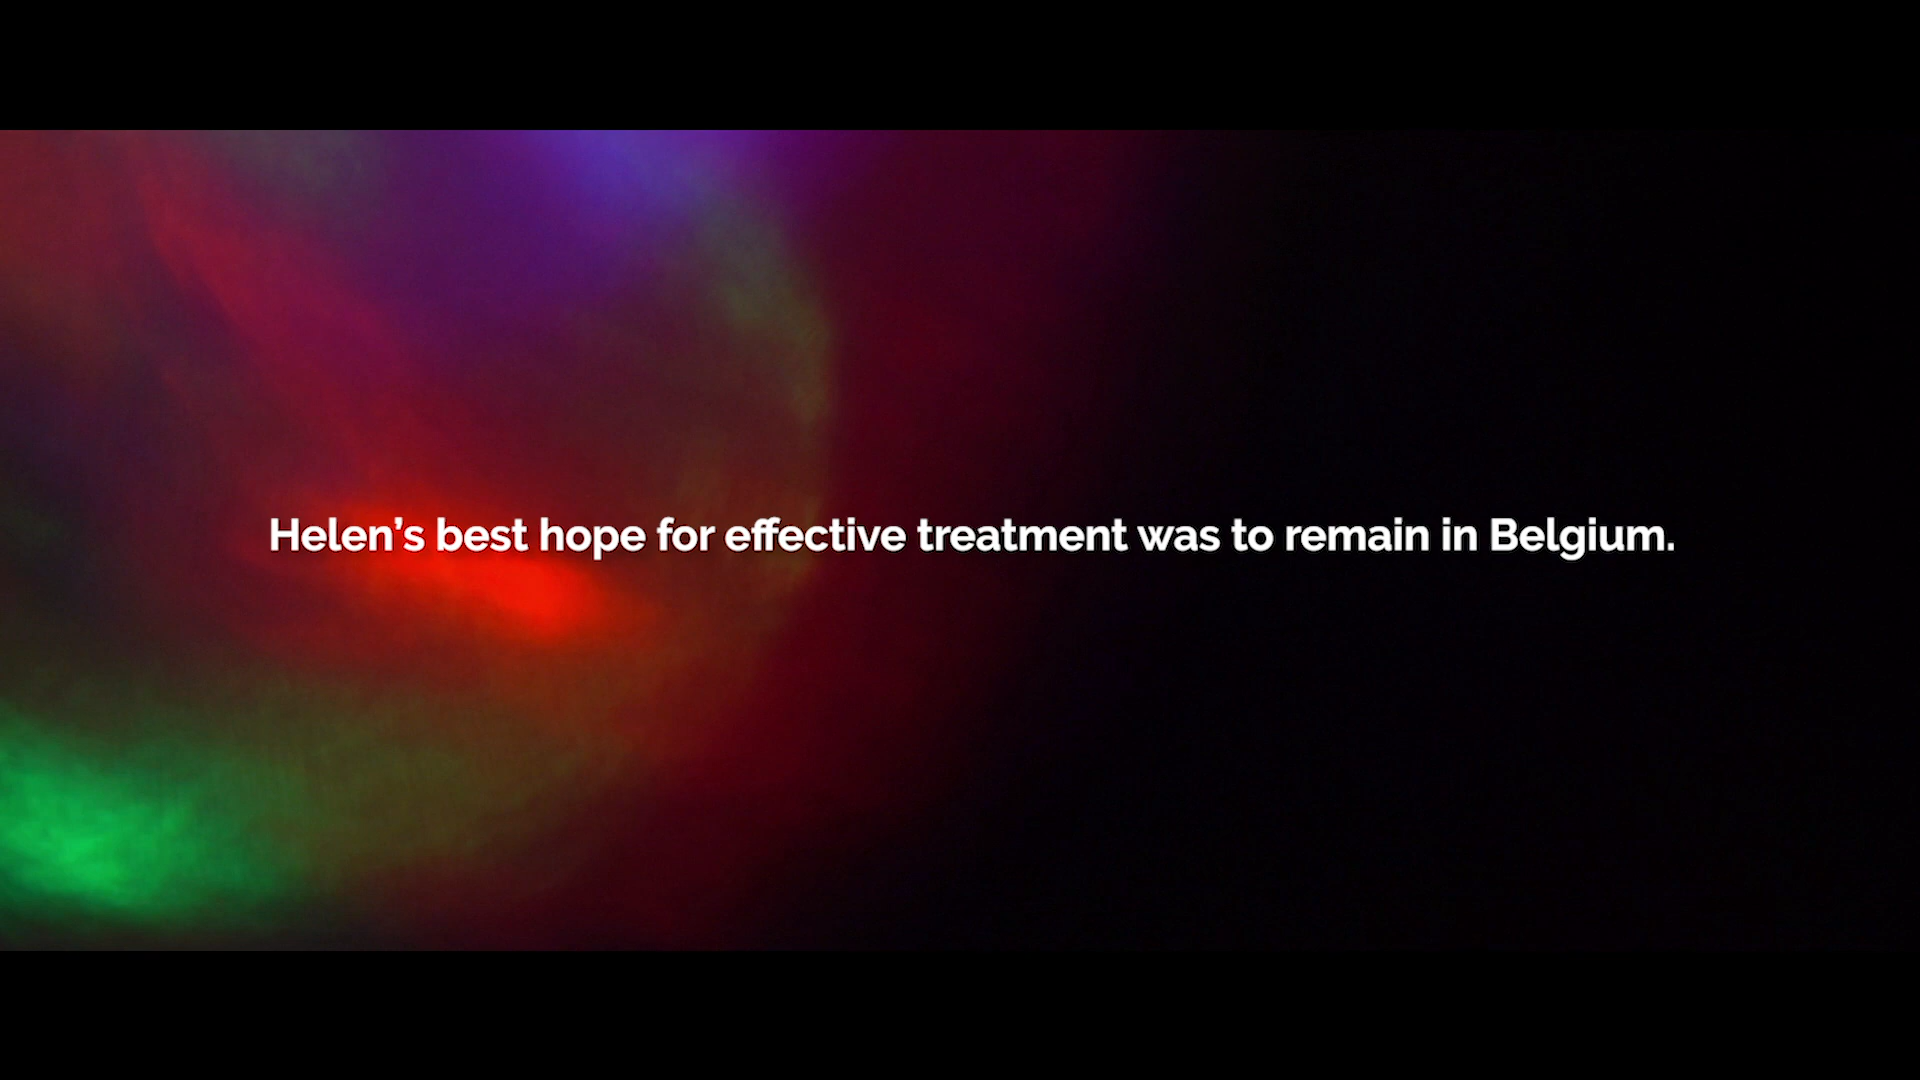 Helen’s best hope for effective treatment was to remain in Belgium.